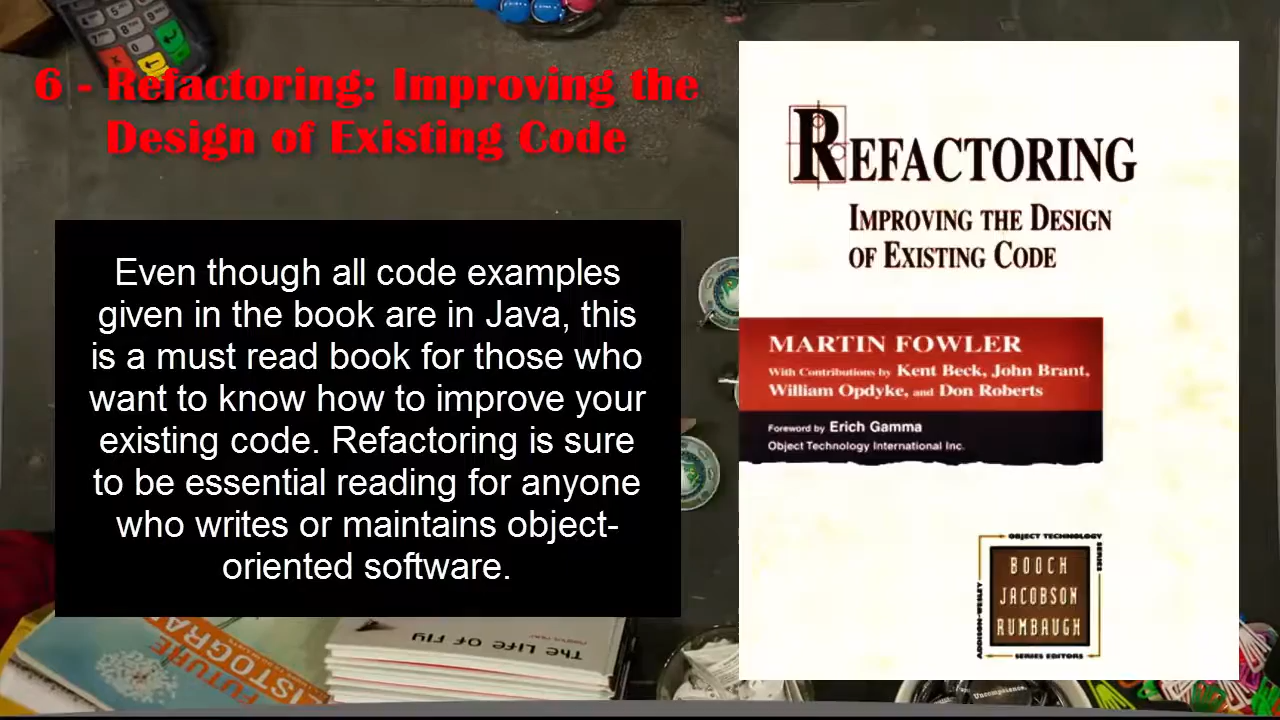 6 - Refactoring: Improving the
Design of Existing Code
Even though all code examples
given in the book are in Java, this
is a must read book for those who
want to know how to improve your
existing code. Refactoring is sure
to be essential reading for anyone
who writes or maintains object-
oriented software.
REFACTORING
IMPROVING THE DESIGN
OF EXISTING CODE
MARTIN FOWLER
With Contributions by Kent Beck, John Brant,
William Opdyke, and Don Roberts
Foreword by Erich Gamma
Object Technology International Inc.
OBJECT TECHNOLOGY
SERIES
BOOCH
JACOBSON
RUMBAUGH
ADDISON-WESLEY
SERIES EDITORS
FUTURE
The Life of Fly